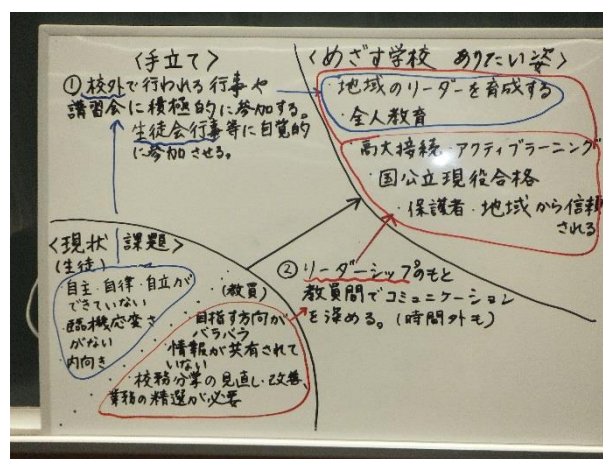 〈手立て〉
① 校外で行われる行事や
講習会に積極的に参加する。
生徒会行事等に自覚的
に参加させる。
〈めざす学校 ありたい姿〉
・地域のリーダーを育成する
・全人教育
・高大接続・アクティブラーニング
・国公立現役合格
・保護者・地域から信頼
される
〈現状 課題〉
(生徒)
自主・自律・自立が
できていない
・臨機応変さ
がない
内向き
(教員)
目指す方向が
バラバラ
情報が共有されて
いない
校務分掌の見直し・改善、
業務の精選が必要
② リーダーシップのもと
教員間でコミュニケーション
を深める。(時間外も)